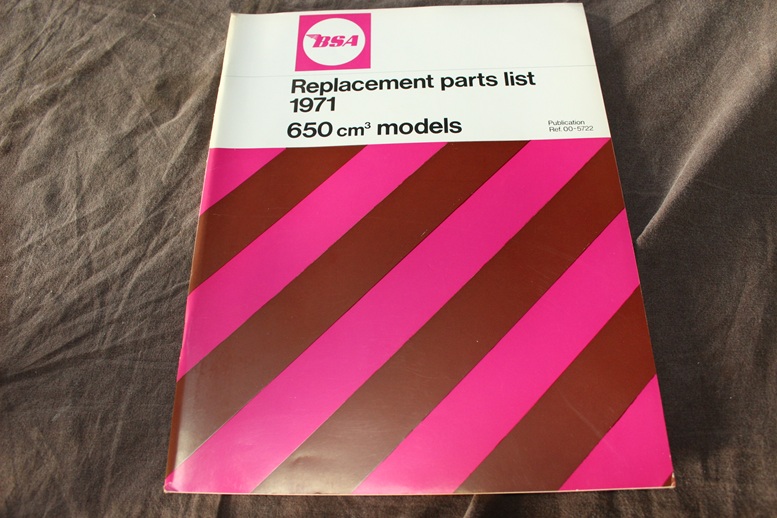 BSA
Replacement parts list
1971
650 cm³ models
Publication
Ref. 00-5722